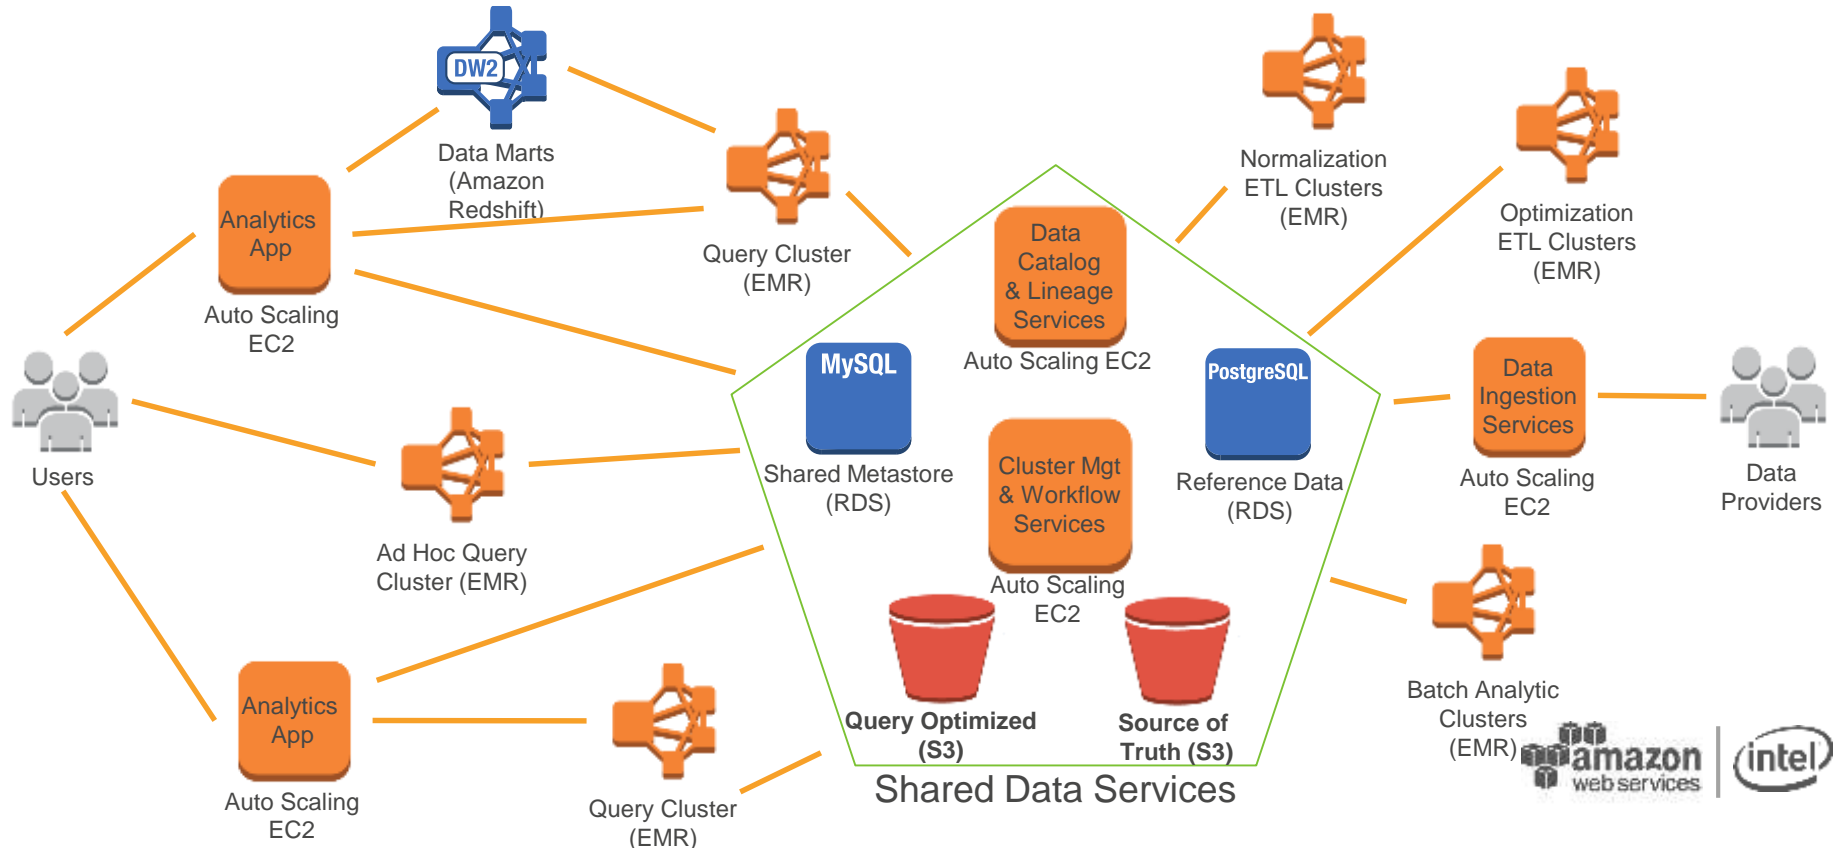 DW2
Data Marts
(Amazon
Redshift)
Analytics
App
Auto Scaling
EC2
Query Cluster
(EMR)
Users
Ad Hoc Query
Cluster (EMR)
Analytics
App
Auto Scaling
EC2
Query Cluster
(EMR)
Data
Catalog
& Lineage
Services
Auto Scaling EC2
MySQL
Shared Metastore
(RDS)
Cluster Mgt
& Workflow
Services
Auto Scaling
EC2
PostgreSQL
Reference Data
(RDS)
Query Optimized
(S3)
Source of
Truth (S3)
Shared Data Services
Normalization
ETL Clusters
(EMR)
Optimization
ETL Clusters
(EMR)
Data
Ingestion
Services
Auto Scaling
EC2
Data
Providers
Batch Analytic
Clusters
(EMR)
amazon
web services
intel